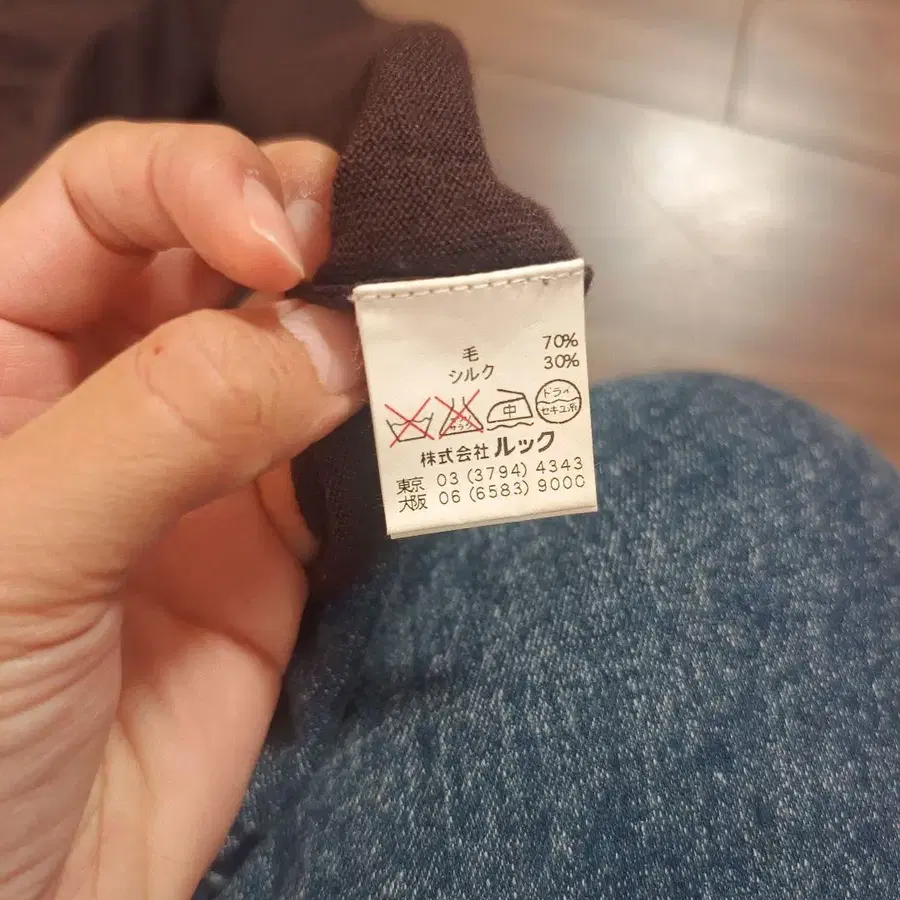 毛 70%
シルク 30%
中 ドライ
セキユ系
株式会社 ルック
東京 03 (3794) 4343
大阪 06 (6583) 9000